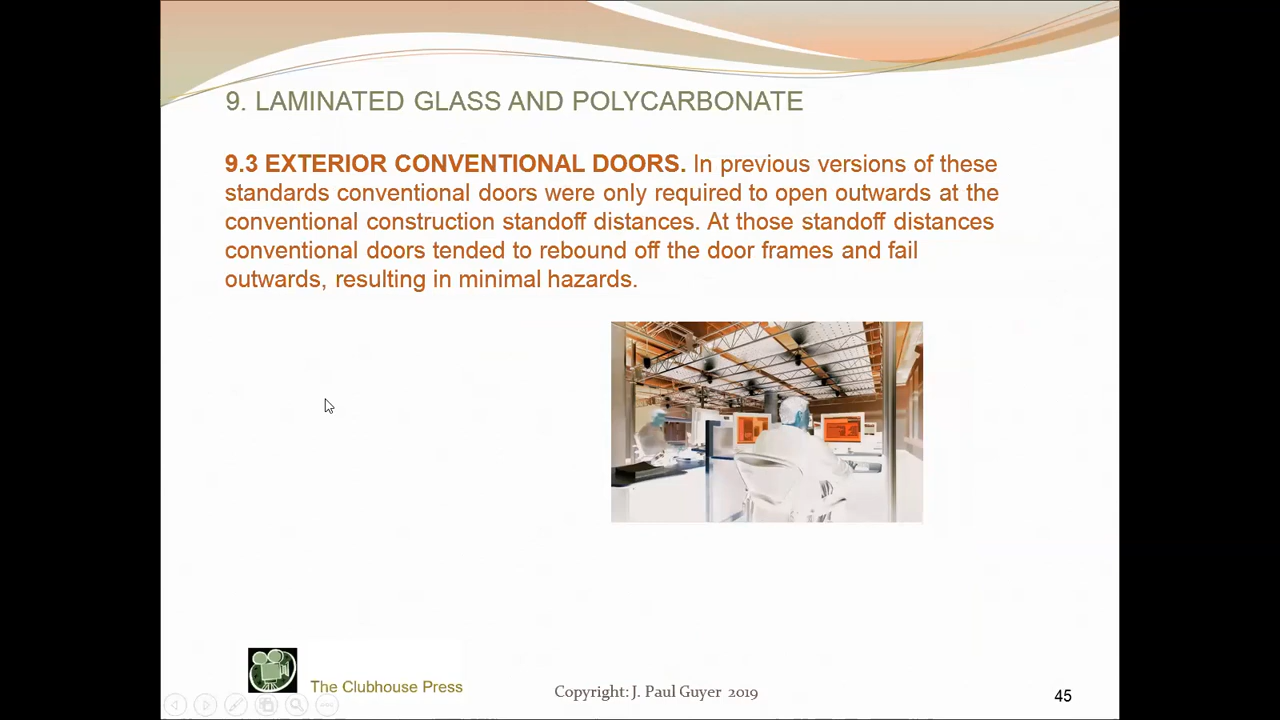 9. LAMINATED GLASS AND POLYCARBONATE
9.3 EXTERIOR CONVENTIONAL DOORS. In previous versions of these
standards conventional doors were only required to open outwards at the
conventional construction standoff distances. At those standoff distances
conventional doors tended to rebound off the door frames and fail
outwards, resulting in minimal hazards.
The Clubhouse Press
Copyright: J. Paul Guyer 2019
45